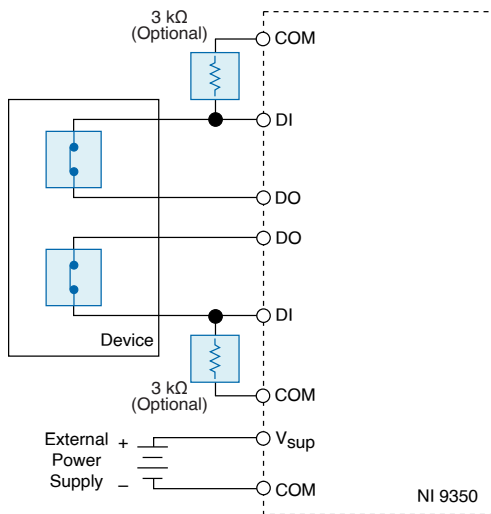 3 kΩ
(Optional)
COM
DI
DO
DO
DI
Device
3 kΩ
(Optional)
COM
External
Power
Supply
+
–
Vsup
COM
NI 9350